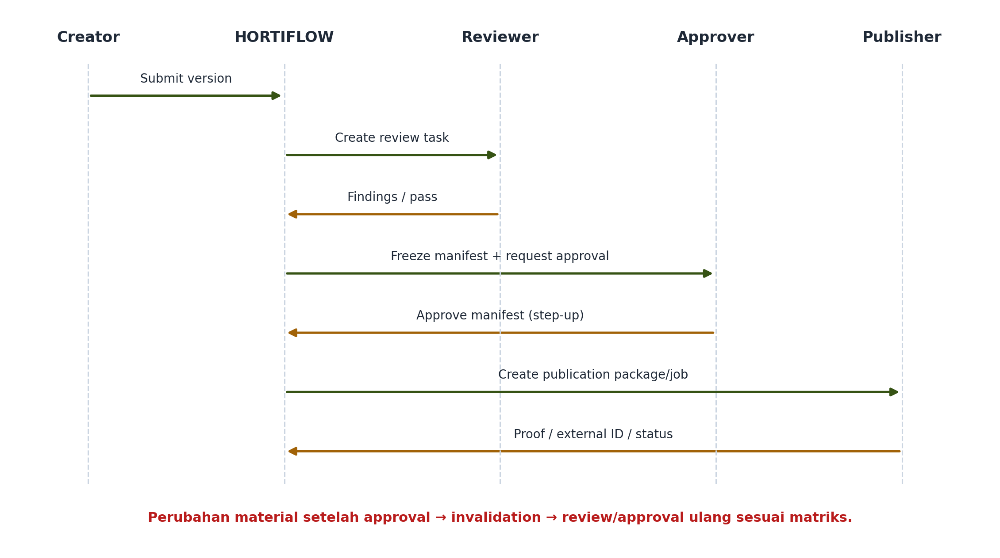 Creator
HORTIFLOW
Reviewer
Approver
Publisher
Submit version
Create review task
Findings / pass
Freeze manifest + request approval
Approve manifest (step-up)
Create publication package/job
Proof / external ID / status
Perubahan material setelah approval → invalidation → review/approval ulang sesuai matriks.